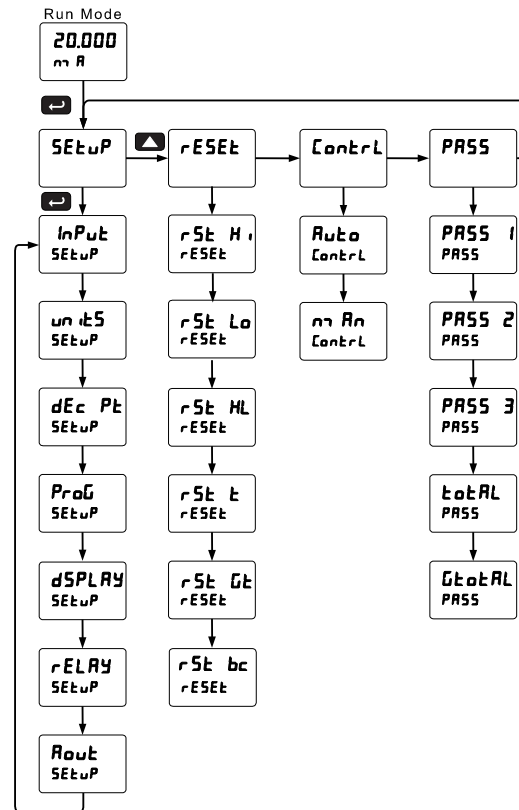 Run Mode
20.000
mA
SEtuP
rESEt
ContrL
PASS
InPut
SEtuP
rSt Hi
rESEt
Auto
ContrL
PASS 1
PASS
unitS
SEtuP
rSt Lo
rESEt
mAn
ContrL
PASS 2
PASS
dEc Pt
SEtuP
rSt HL
rESEt
PASS 3
PASS
ProG
SEtuP
rSt t
rESEt
totAL
PASS
dSPLAY
SEtuP
rSt Gt
rESEt
GtotAL
PASS
rELAY
SEtuP
rSt bc
rESEt
Aout
SEtuP